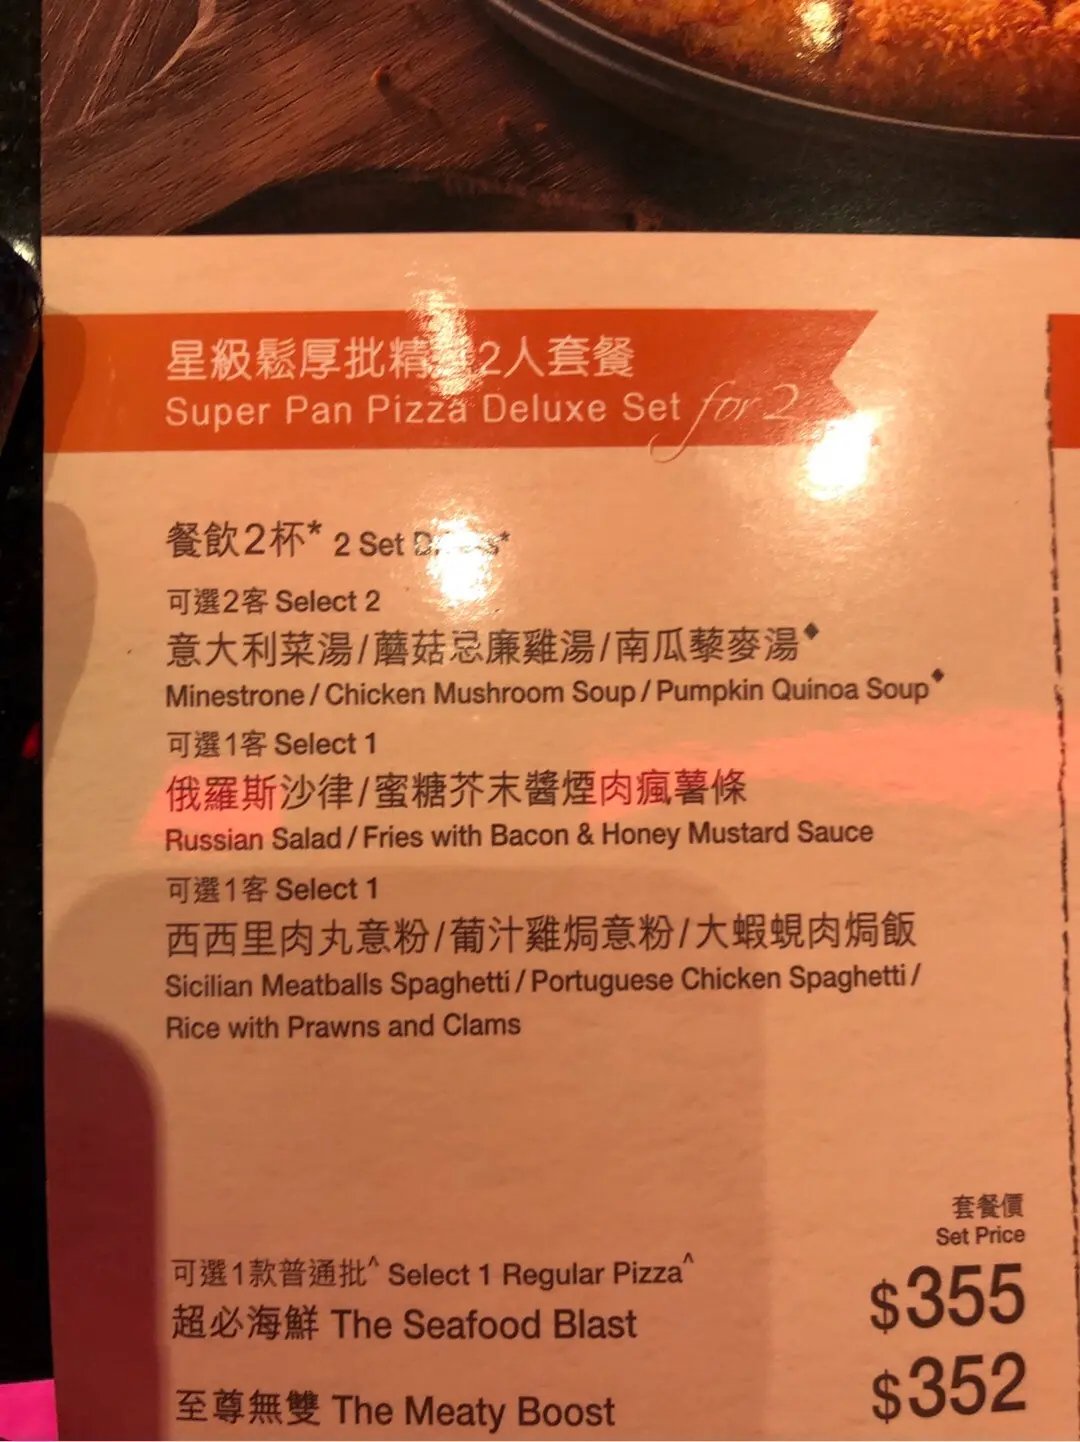 星級鬆厚批精 2人套餐
Super Pan Pizza Deluxe Set for 2
餐飲2杯* 2 Set
可選2客 Select 2
意大利菜湯/蘑菇忌廉雞湯/南瓜藜麥湯♦
Minestrone/Chicken Mushroom Soup/Pumpkin Quinoa Soup♦
可選1客 Select 1
俄羅斯沙律/蜜糖芥末醬煙肉瘋薯條
Russian Salad/Fries with Bacon & Honey Mustard Sauce
可選1客 Select 1
西西里肉丸意粉/葡汁雞焗意粉/大蝦蜆肉焗飯
Sicilian Meatballs Spaghetti/Portuguese Chicken Spaghetti/
Rice with Prawns and Clams
套餐價
Set Price
可選1款普通批^ Select 1 Regular Pizza^
超必海鮮 The Seafood Blast $355
至尊無雙 The Meaty Boost $352